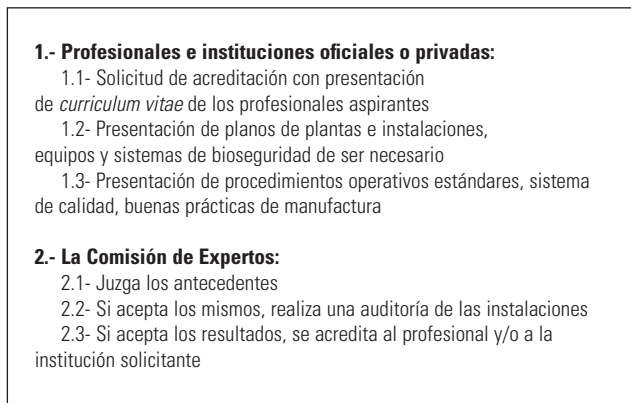 1.- Profesionales e instituciones oficiales o privadas:
1.1- Solicitud de acreditación con presentación
de curriculum vitae de los profesionales aspirantes
1.2- Presentación de planos de plantas e instalaciones,
equipos y sistemas de bioseguridad de ser necesario
1.3- Presentación de procedimientos operativos estándares, sistema
de calidad, buenas prácticas de manufactura
2.- La Comisión de Expertos:
2.1- Juzga los antecedentes
2.2- Si acepta los mismos, realiza una auditoría de las instalaciones
2.3- Si acepta los resultados, se acredita al profesional y/o a la
institución solicitante